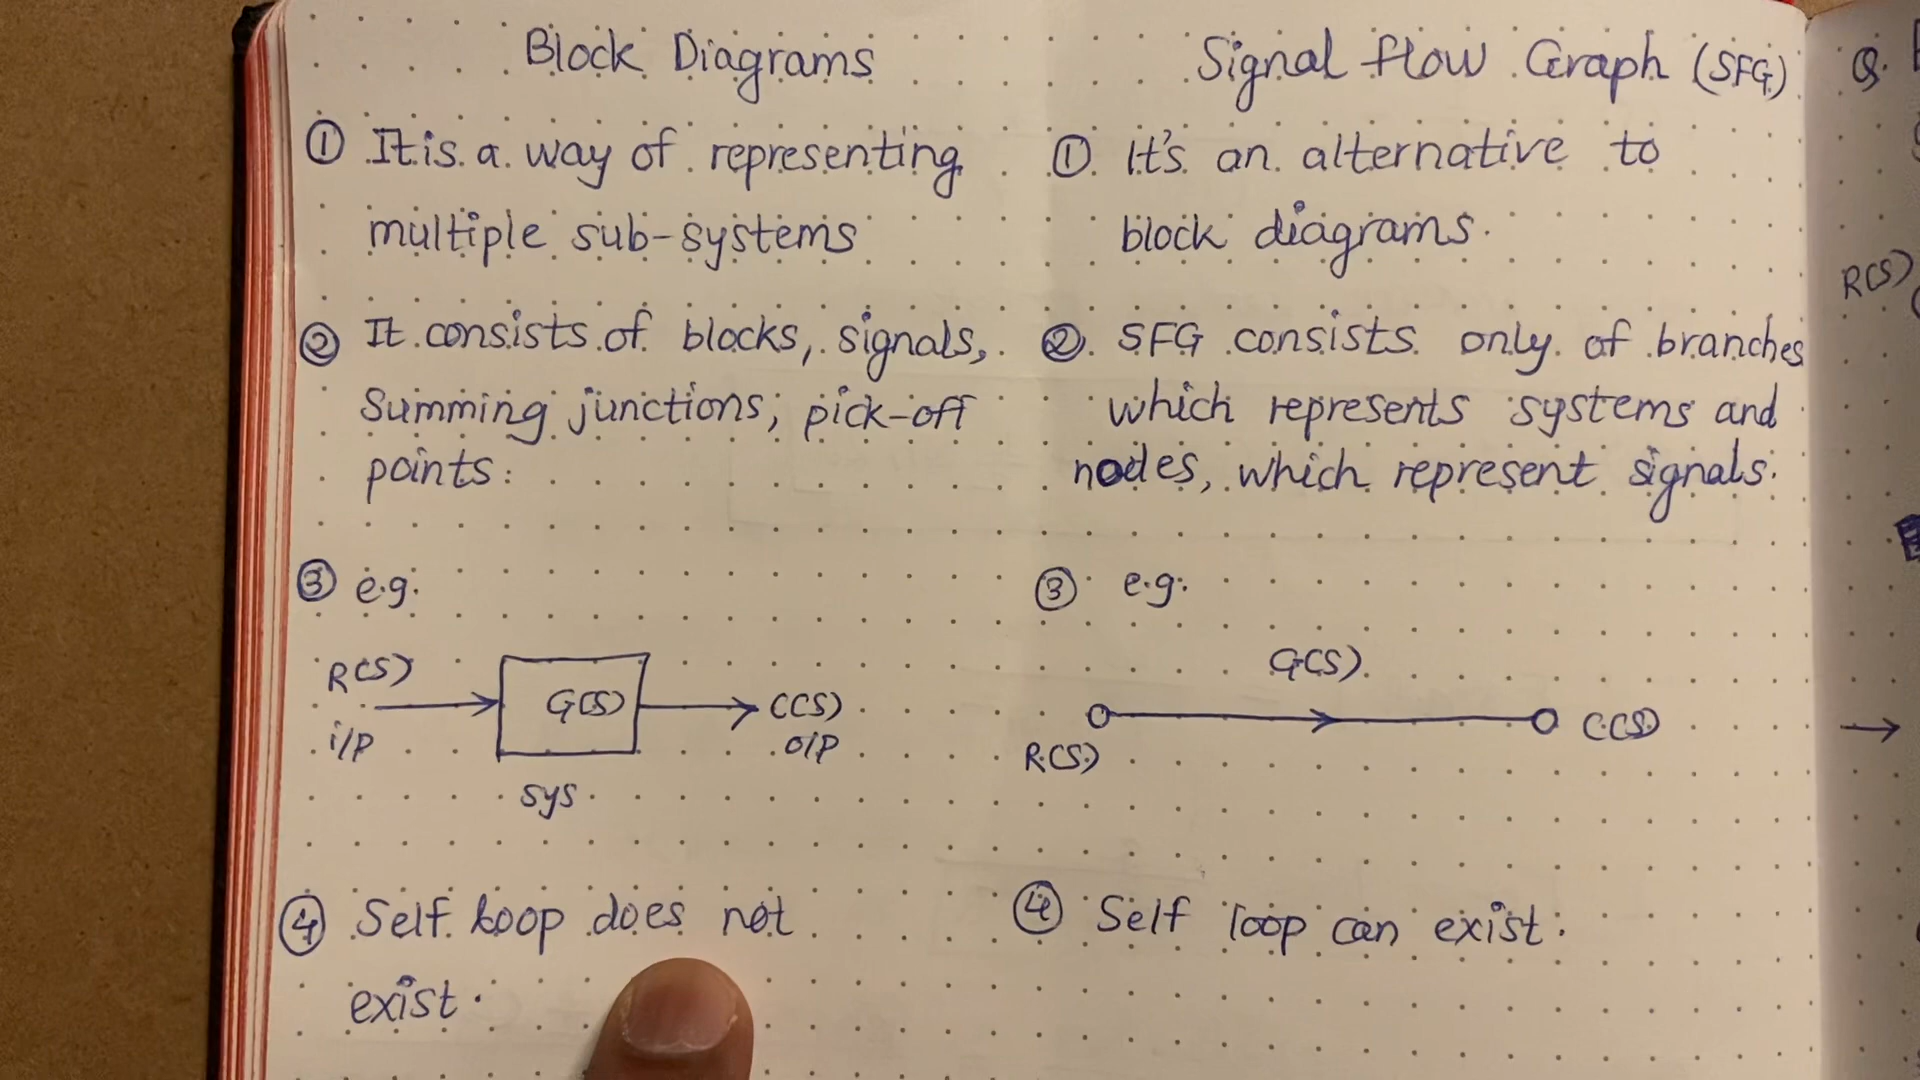 Block Diagrams
① It is a way of representing
multiple sub-systems
② It consists of blocks, signals,
Summing junctions, pick-off
points.
③ e.g.
R(S)
i/p
G(S)
C(S)
o/p
sys
④ Self loop does not
exist.
Signal flow Graph (SFG)
① It's an alternative to
block diagrams.
② SFG consists only of branches
which represents systems and
nodes, which represent signals.
③ e.g.
G(S)
R(S)
C(S)
④ Self loop can exist.
Q.
R(S)